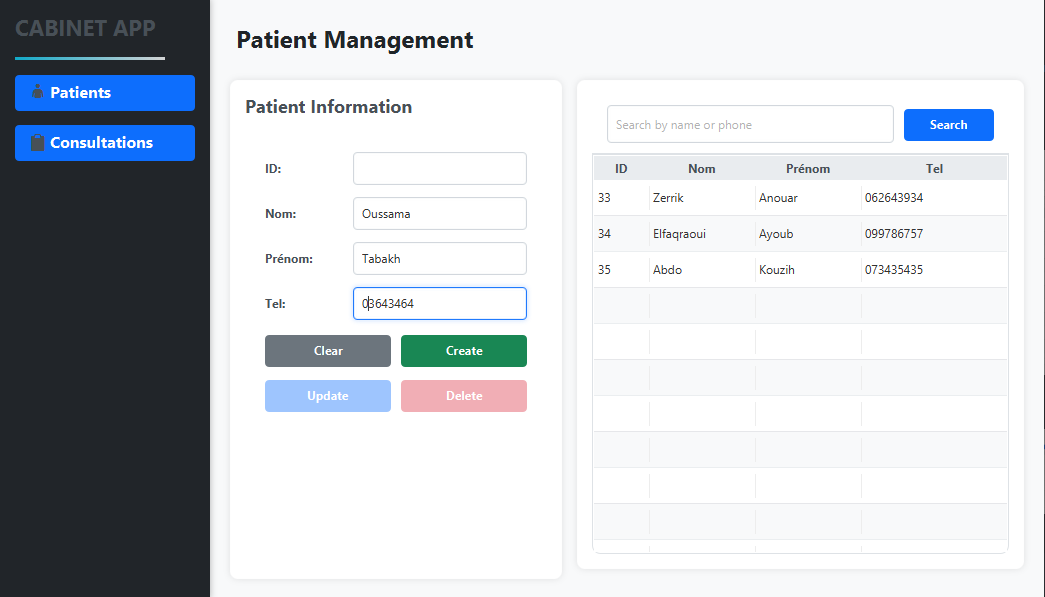 CABINET APP
Patients
Consultations
Patient Management
Patient Information
ID:
Nom: Oussama
Prénom: Tabakh
Tel: 03643464
Clear Create
Update Delete
Search by name or phone Search
ID Nom Prénom Tel
33 Zerrik Anouar 062643934
34 Elfaqraoui Ayoub 099786757
35 Abdo Kouzih 073435435